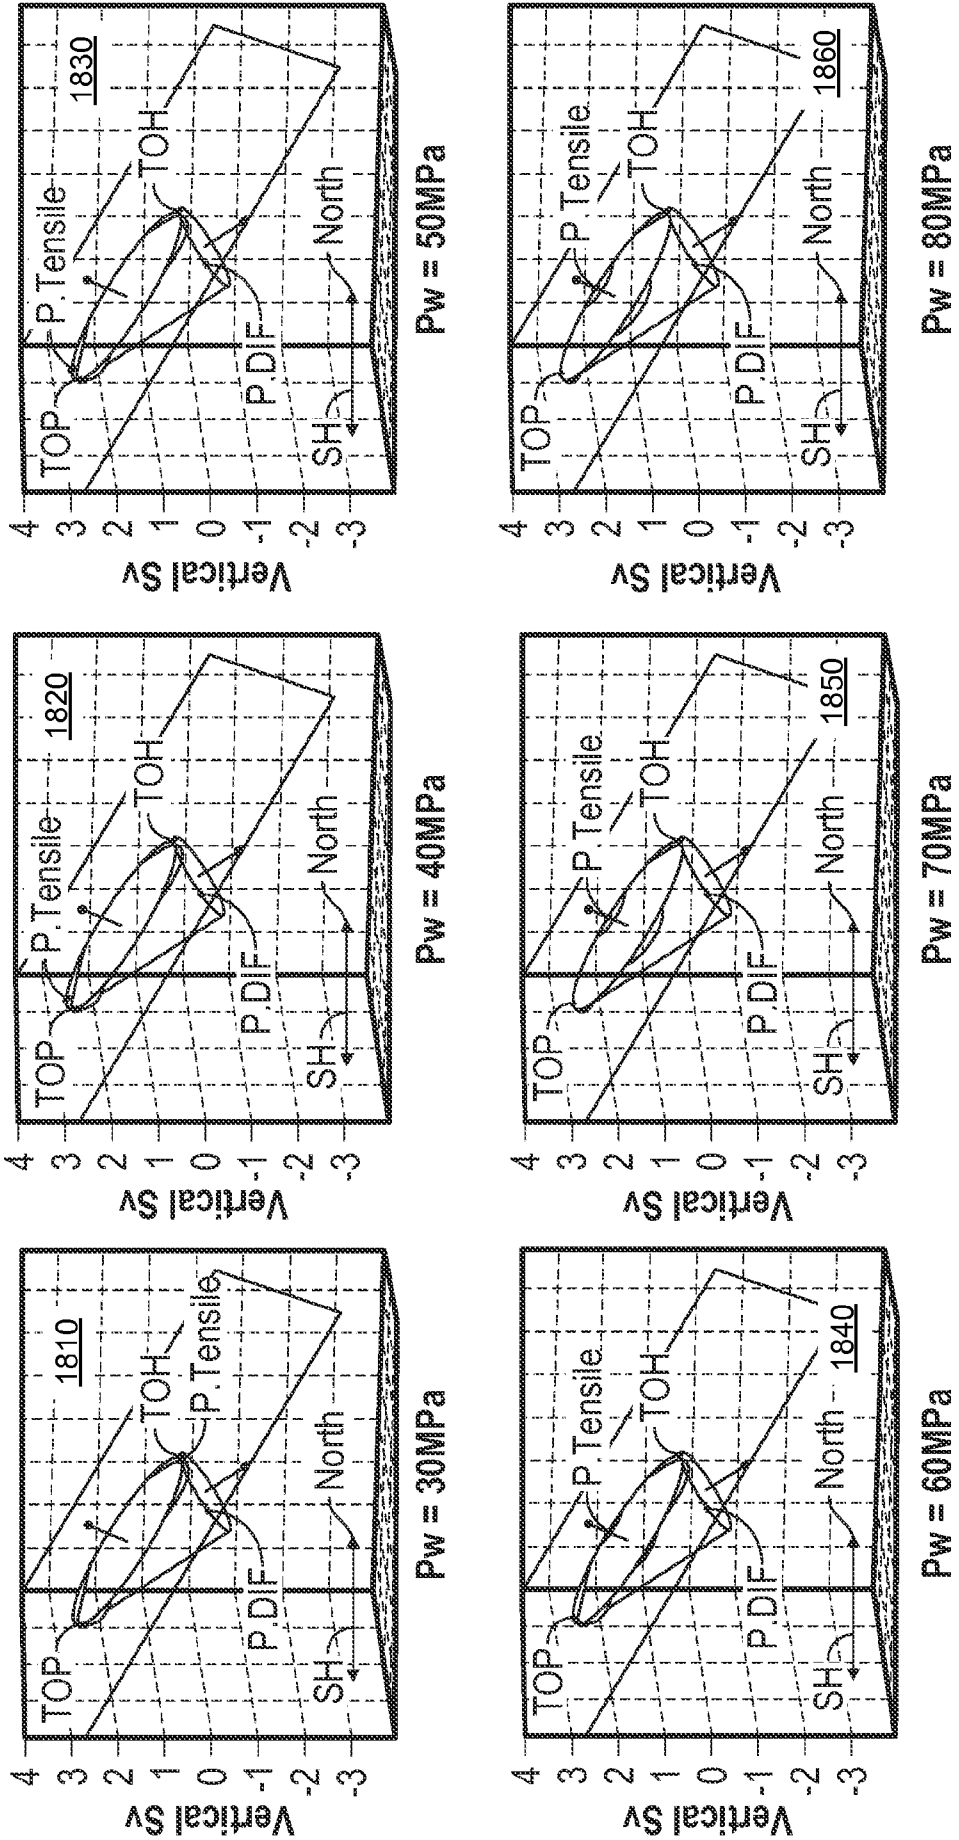 1810
TOP
TOH
P.Tensile
P.DIF
SH
North
4
3
2
1
0
-1
-2
-3
Vertical Sv
Pw = 30MPa
1820
TOP
P.Tensile
TOH
P.DIF
SH
North
4
3
2
1
0
-1
-2
-3
Vertical Sv
Pw = 40MPa
1830
TOP
P.Tensile
TOH
P.DIF
SH
North
4
3
2
1
0
-1
-2
-3
Vertical Sv
Pw = 50MPa
TOP
P.Tensile
TOH
1840
P.DIF
SH
North
4
3
2
1
0
-1
-2
-3
Vertical Sv
Pw = 60MPa
TOP
P.Tensile
TOH
1850
P.DIF
SH
North
4
3
2
1
0
-1
-2
-3
Vertical Sv
Pw = 70MPa
TOP
P.Tensile
TOH
1860
P.DIF
SH
North
4
3
2
1
0
-1
-2
-3
Vertical Sv
Pw = 80MPa